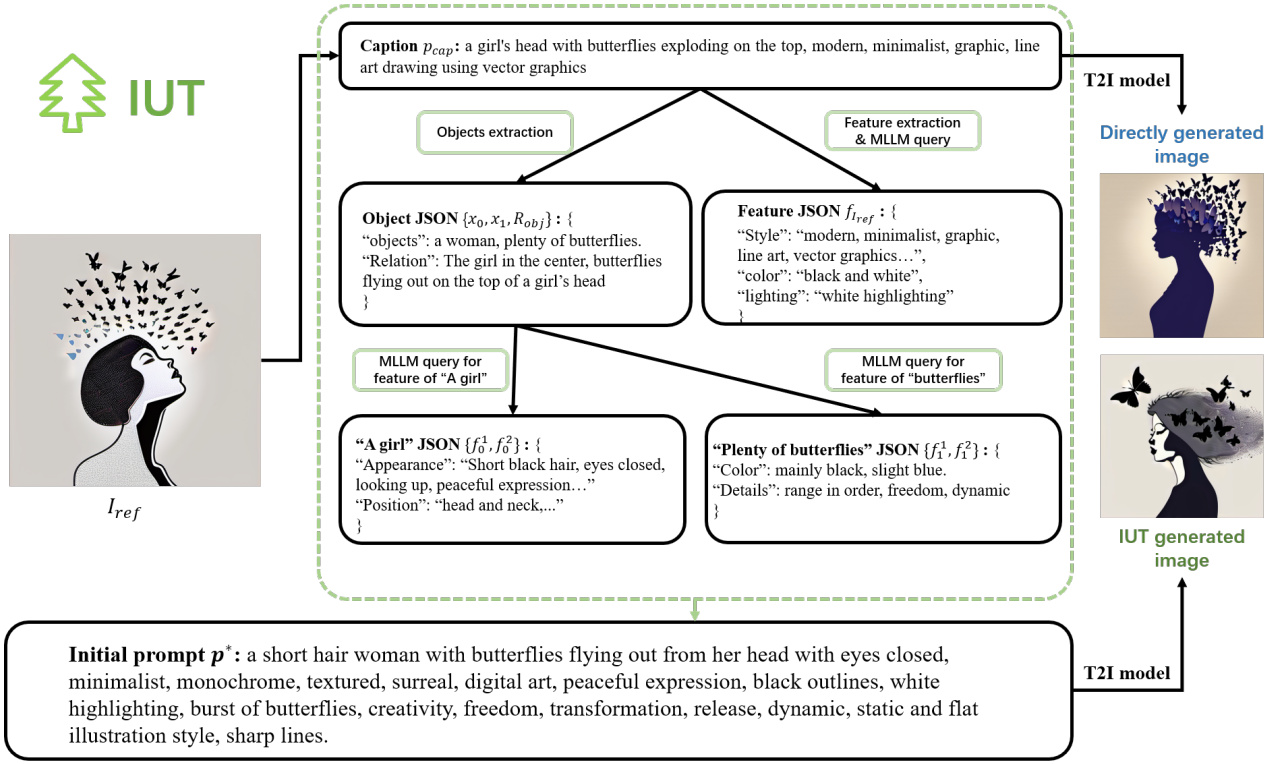 IUT
Caption p_cap: a girl's head with butterflies exploding on the top, modern, minimalist, graphic, line
art drawing using vector graphics
T2I model
Objects extraction
Feature extraction
& MLLM query
Directly generated
image
Object JSON {x_0, x_1, R_obj} : {
“objects”: a woman, plenty of butterflies.
“Relation”: The girl in the center, butterflies
flying out on the top of a girl’s head
}
Feature JSON f_{I_ref} : {
“Style”: “modern, minimalist, graphic,
line art, vector graphics…”,
“color”: “black and white”,
“lighting”: “white highlighting”
}
MLLM query for
feature of “A girl”
MLLM query for
feature of “butterflies”
“A girl” JSON {f_0^1, f_0^2} : {
“Appearance”: “Short black hair, eyes closed,
looking up, peaceful expression…”
“Position”: “head and neck,...”
}
“Plenty of butterflies” JSON {f_1^1, f_1^2} : {
“Color”: mainly black, slight blue.
“Details”: range in order, freedom, dynamic
}
I_ref
IUT generated
image
Initial prompt p*: a short hair woman with butterflies flying out from her head with eyes closed,
minimalist, monochrome, textured, surreal, digital art, peaceful expression, black outlines, white
highlighting, burst of butterflies, creativity, freedom, transformation, release, dynamic, static and flat
illustration style, sharp lines.
T2I model